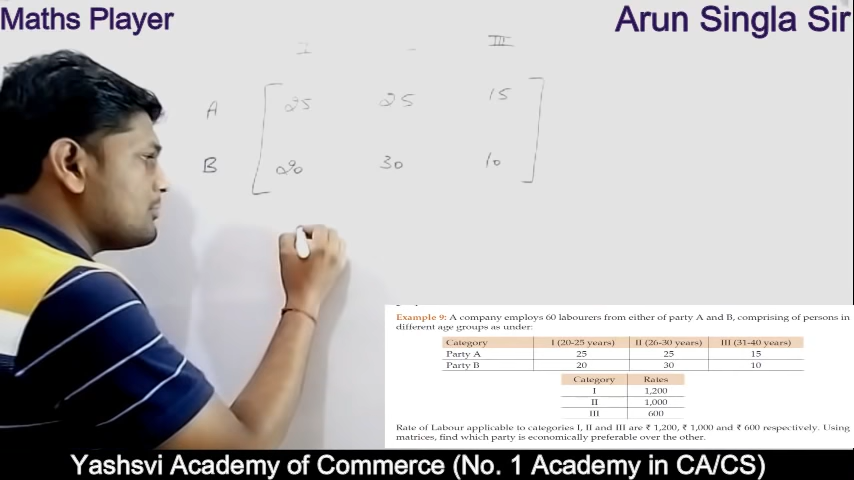 Maths Player
Arun Singla Sir
I III
A 25 25 15
B 20 30 10
Example 9: A company employs 60 labourers from either of party A and B, comprising of persons in
different age groups as under:
Category I (20-25 years) II (26-30 years) III (31-40 years)
Party A 25 25 15
Party B 20 30 10
Category Rates
I 1,200
II 1,000
III 600
Rate of Labour applicable to categories I, II and III are ₹ 1,200, ₹ 1,000 and ₹ 600 respectively. Using
matrices, find which party is economically preferable over the other.
Yashsvi Academy of Commerce (No. 1 Academy in CA/CS)